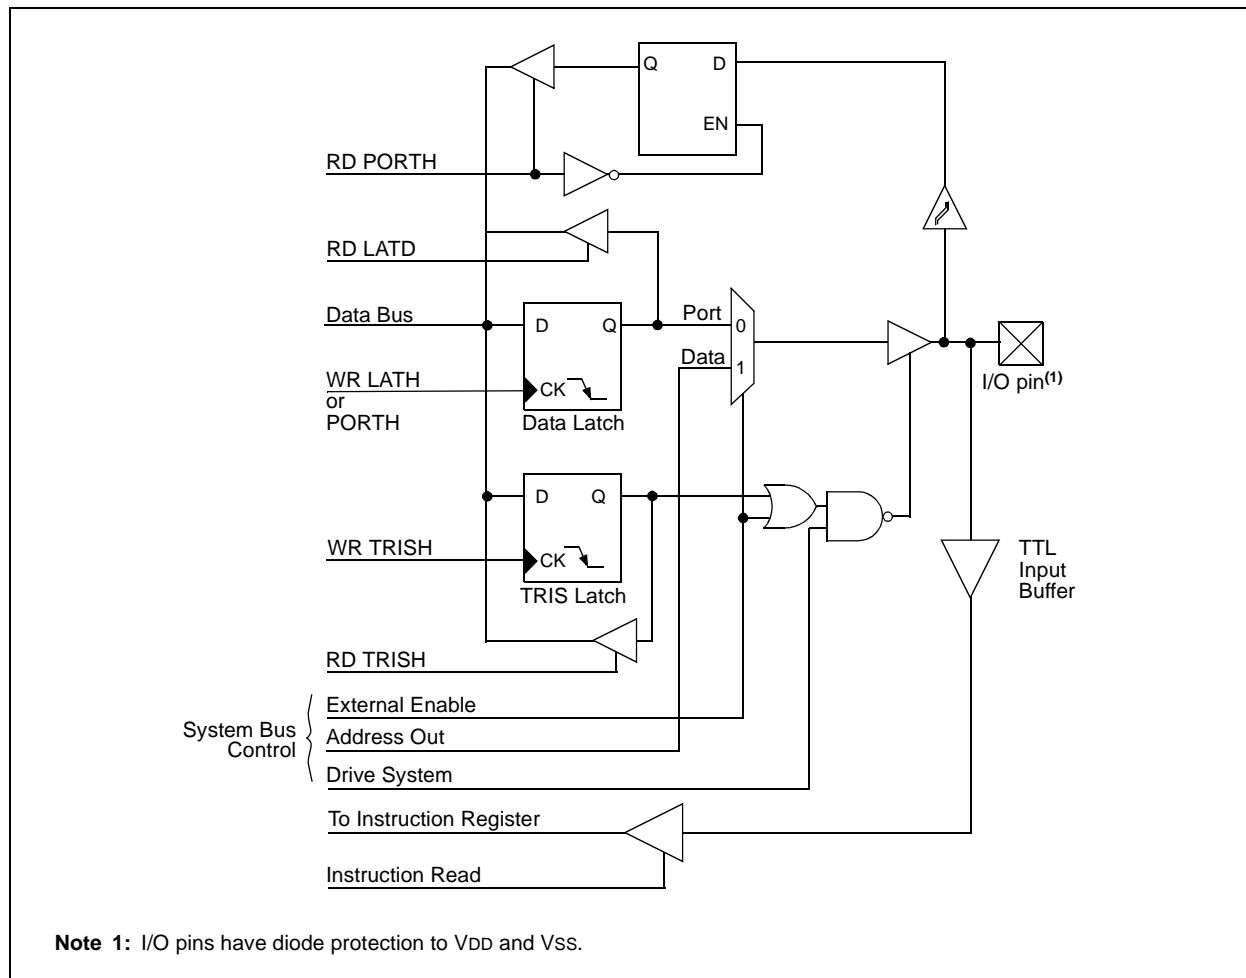 Q D
EN
RD PORTH
RD LATD
Data Bus
D Q
Port
0
Data
1
WR LATH
or
PORTH
CK
Data Latch
I/O pin(1)
D Q
WR TRISH
CK
TRIS Latch
TTL
Input
Buffer
RD TRISH
System Bus
Control
External Enable
Address Out
Drive System
To Instruction Register
Instruction Read
Note 1: I/O pins have diode protection to VDD and VSS.